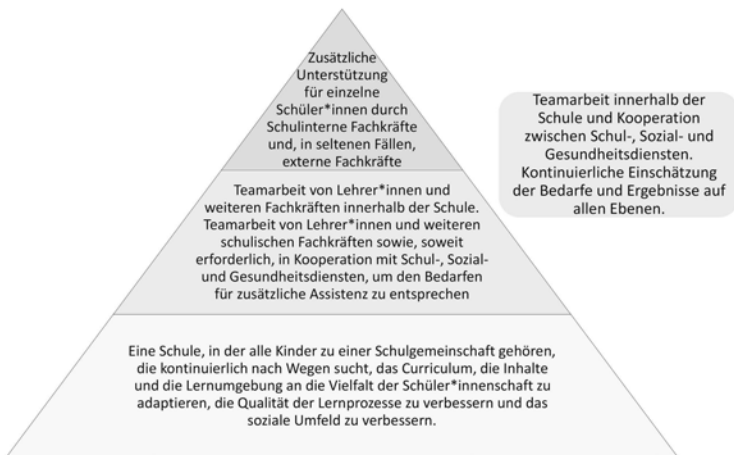 Zusätzliche
Unterstützung
für einzelne
Schüler*innen durch
Schulinterne Fachkräfte
und, in seltenen Fällen,
externe Fachkräfte
Teamarbeit innerhalb der
Schule und Kooperation
zwischen Schul-, Sozial- und
Gesundheitsdiensten.
Kontinuierliche Einschätzung
der Bedarfe und Ergebnisse auf
allen Ebenen.
Teamarbeit von Lehrer*innen und
weiteren Fachkräften innerhalb der Schule.
Teamarbeit von Lehrer*innen und weiteren
schulischen Fachkräften sowie, soweit
erforderlich, in Kooperation mit Schul-, Sozial-
und Gesundheitsdiensten, um den Bedarfen
für zusätzliche Assistenz zu entsprechen
Eine Schule, in der alle Kinder zu einer Schulgemeinschaft gehören,
die kontinuierlich nach Wegen sucht, das Curriculum, die Inhalte
und die Lernumgebung an die Vielfalt der Schüler*innenschaft zu
adaptieren, die Qualität der Lernprozesse zu verbessern und das
soziale Umfeld zu verbessern.